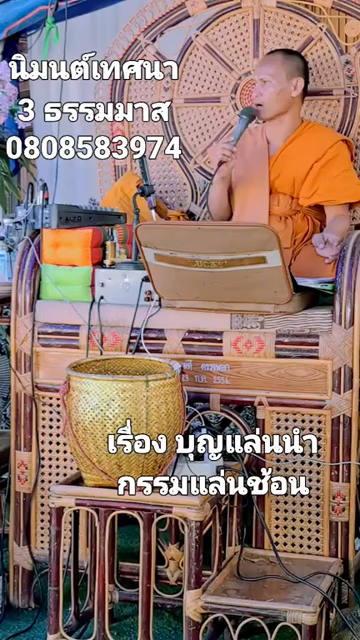 นิมนต์เทศนา
3 ธรรมมาส
0808583974
เรื่อง บุญแล่นนำ
กรรมแล่นซ้อน